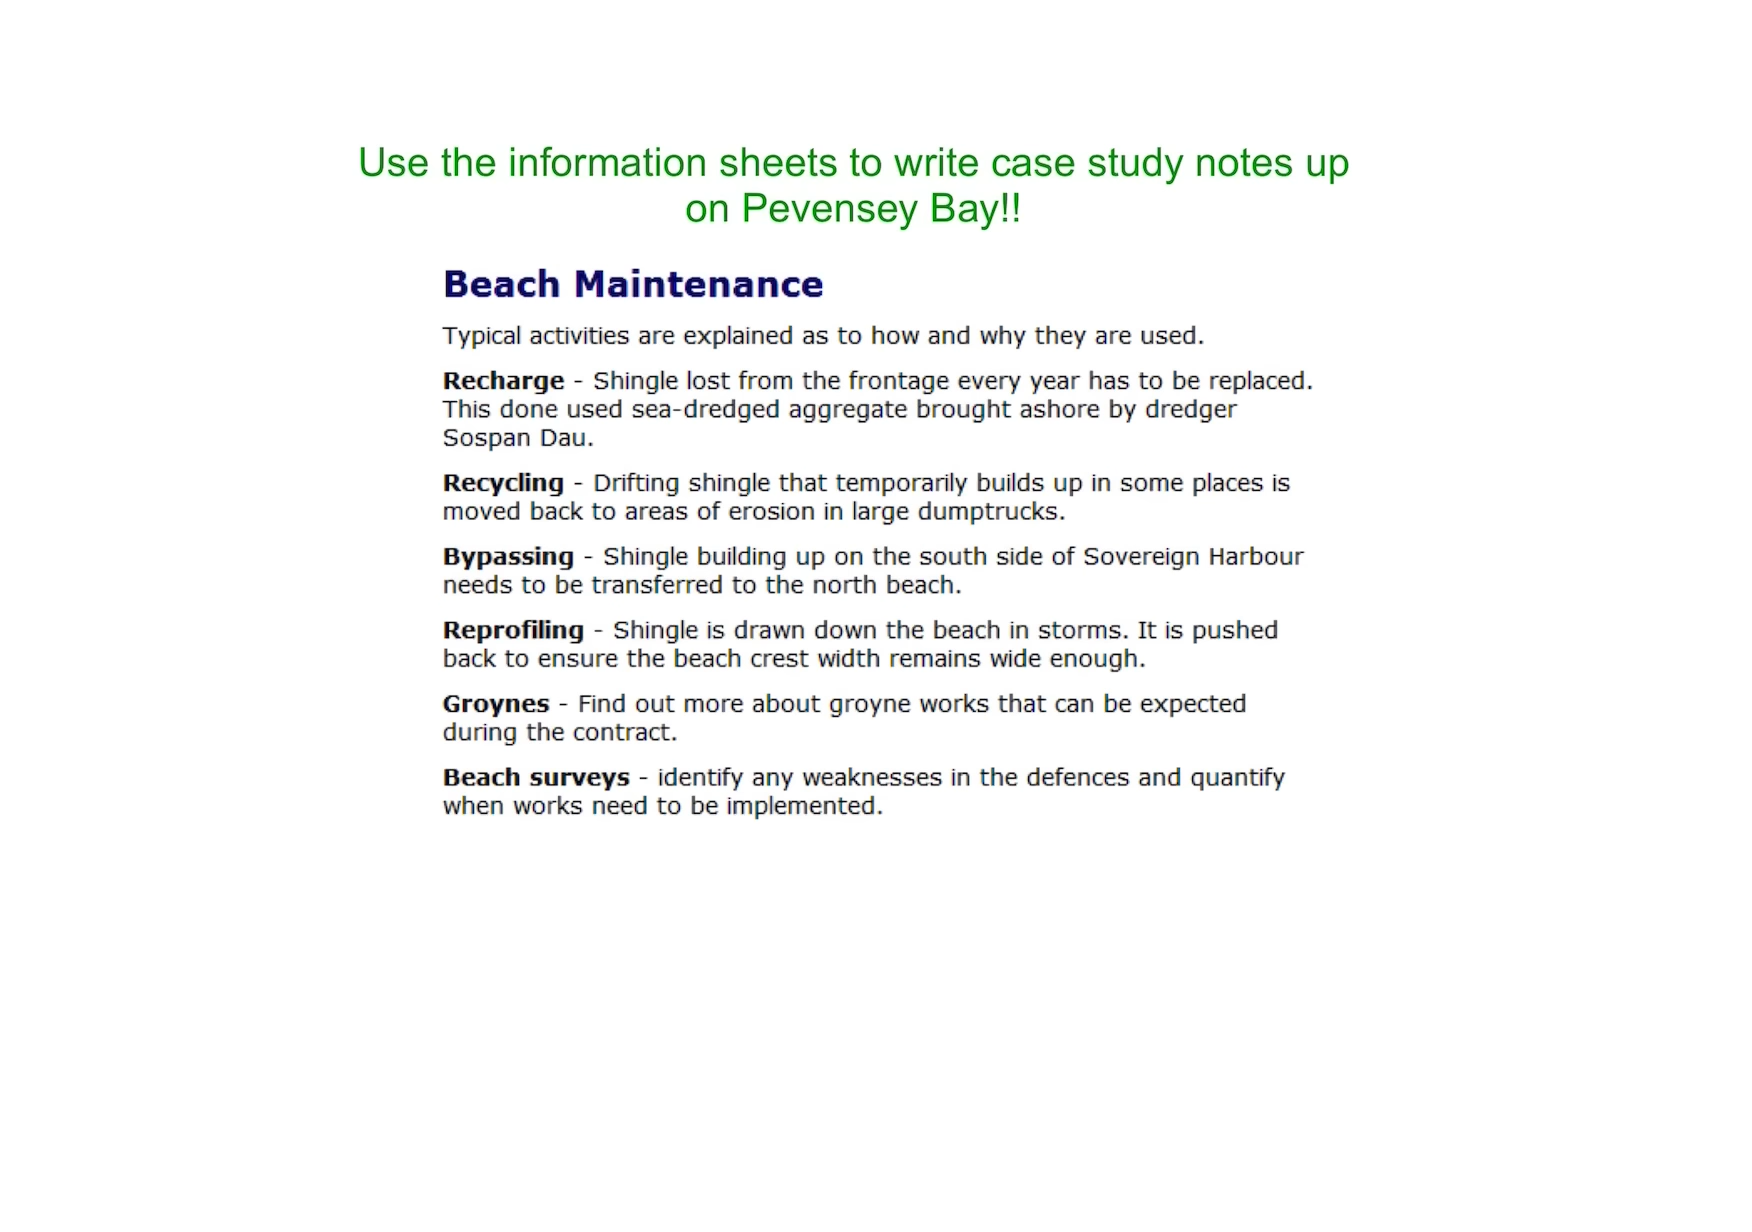 Use the information sheets to write case study notes up
on Pevensey Bay!!
Beach Maintenance
Typical activities are explained as to how and why they are used.
Recharge - Shingle lost from the frontage every year has to be replaced.
This done used sea-dredged aggregate brought ashore by dredger
Sospan Dau.
Recycling - Drifting shingle that temporarily builds up in some places is
moved back to areas of erosion in large dumptrucks.
Bypassing - Shingle building up on the south side of Sovereign Harbour
needs to be transferred to the north beach.
Reprofiling - Shingle is drawn down the beach in storms. It is pushed
back to ensure the beach crest width remains wide enough.
Groynes - Find out more about groyne works that can be expected
during the contract.
Beach surveys - identify any weaknesses in the defences and quantify
when works need to be implemented.